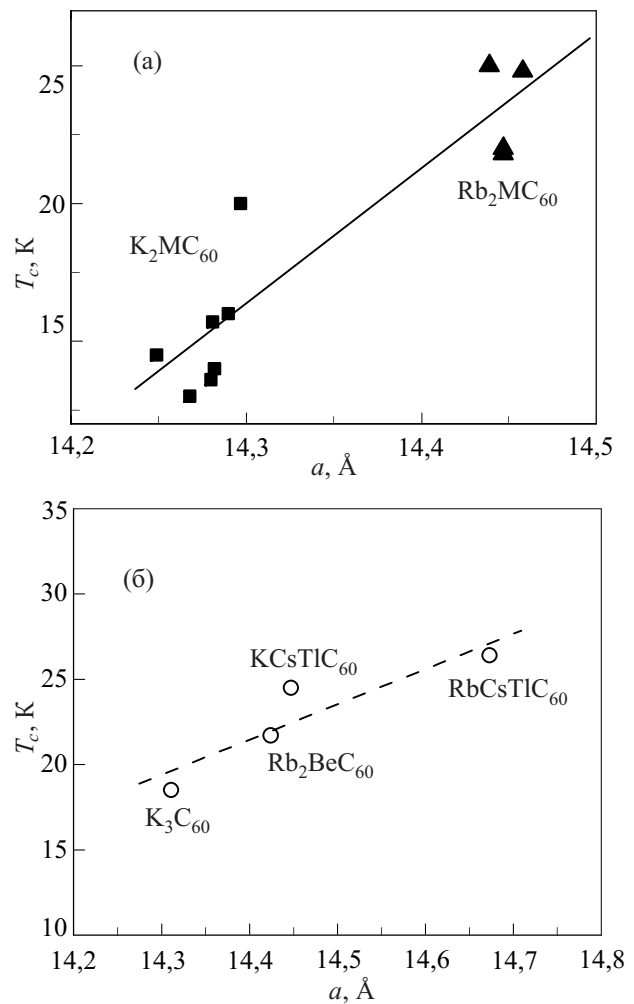 (а)
25
20
15
T_c, К
K₂MC₆₀
Rb₂MC₆₀
14,2 14,3 14,4 14,5
a, Å
35
30
25
20
15
10
T_c, К
(б)
KCsTlC₆₀
RbCsTlC₆₀
Rb₂BeC₆₀
K₃C₆₀
14,2 14,3 14,4 14,5 14,6 14,7 14,8
a, Å